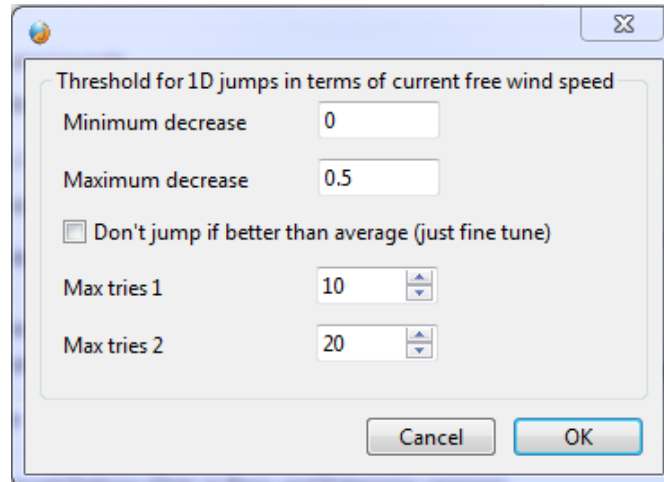 Threshold for 1D jumps in terms of current free wind speed
Minimum decrease 0
Maximum decrease 0.5
Don't jump if better than average (just fine tune)
Max tries 1 10
Max tries 2 20
Cancel OK